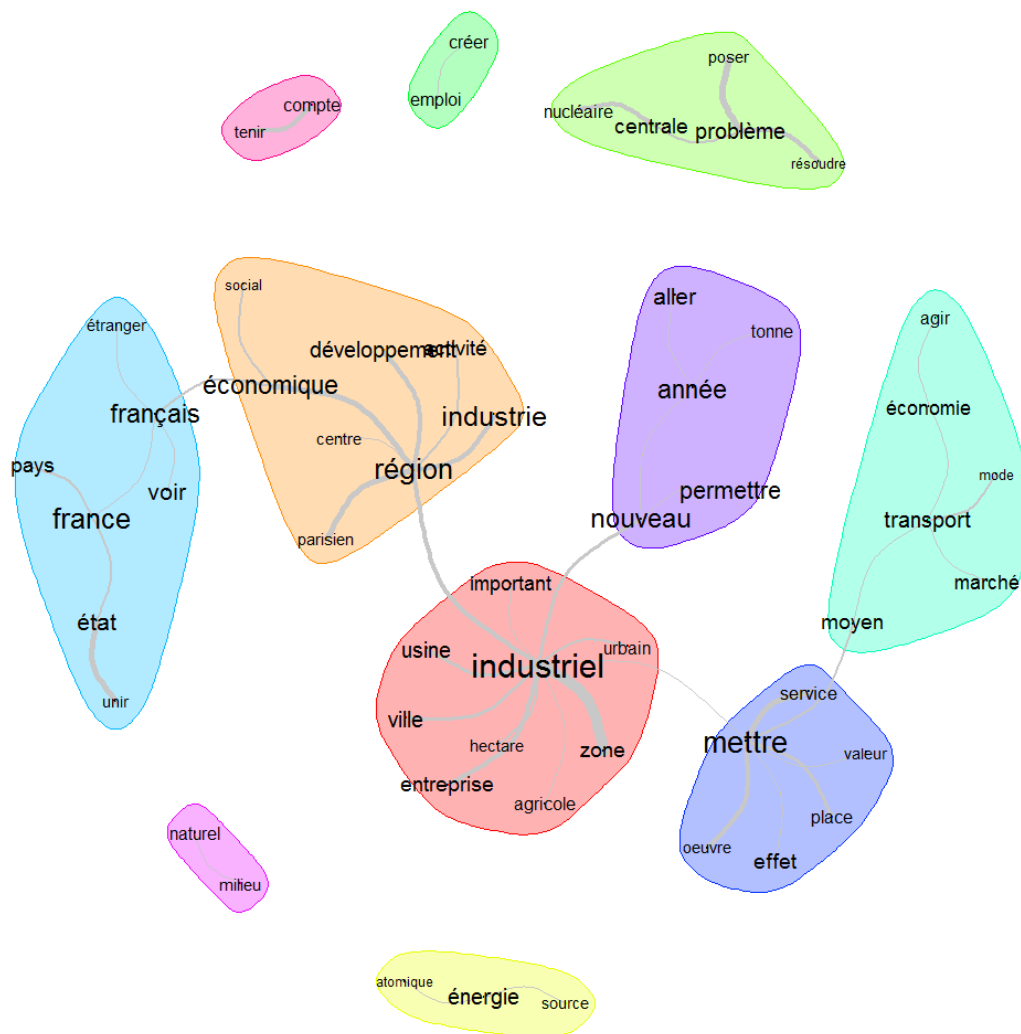 créer
emploi
compte
tenir
poser
nucléaire
centrale
problème
résoudre
social
développement
activité
économique
industrie
centre
région
parisien
étranger
français
pays
voir
france
état
unir
aller
tonne
année
permettre
nouveau
agir
économie
mode
transport
marché
moyen
important
urbain
usine
industriel
ville
hectare
zone
entreprise
agricole
service
mettre
valeur
place
oeuvre
effet
naturel
milieu
atomique
énergie
source